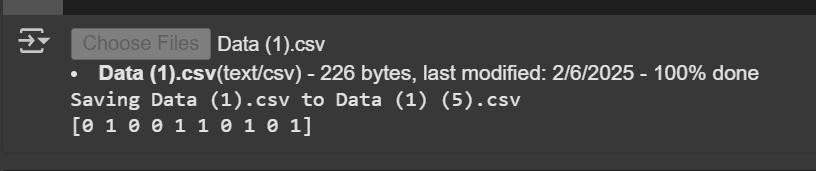 Choose Files Data (1).csv
• Data (1).csv(text/csv) - 226 bytes, last modified: 2/6/2025 - 100% done
Saving Data (1).csv to Data (1) (5).csv
[0 1 0 0 1 1 0 1 0 1]